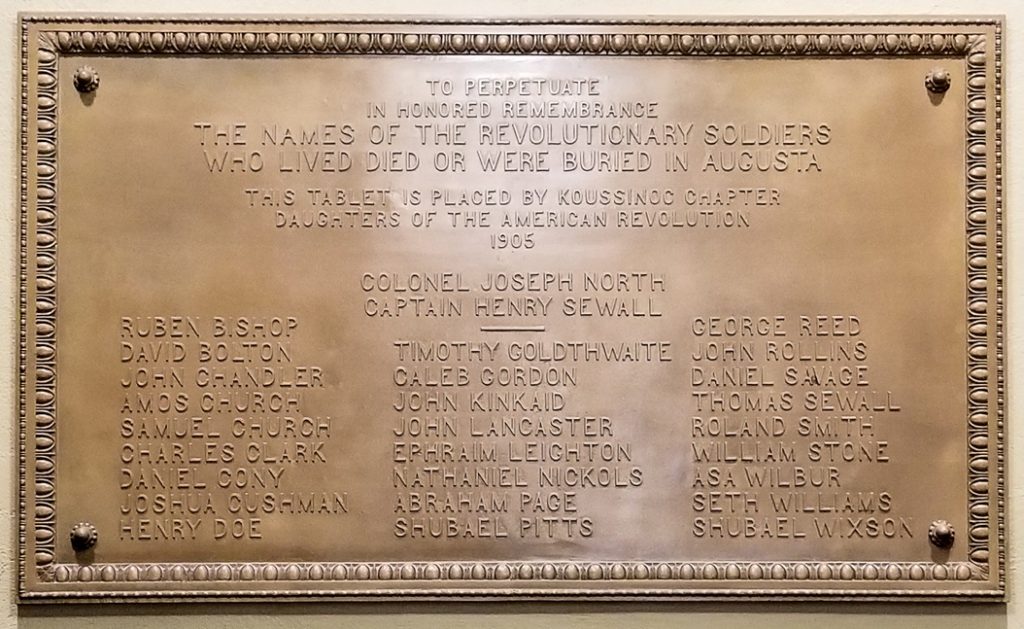 TO PERPETUATE
IN HONORED REMEMBRANCE
THE NAMES OF THE REVOLUTIONARY SOLDIERS
WHO LIVED DIED OR WERE BURIED IN AUGUSTA
THIS TABLET IS PLACED BY KOUSSINOC CHAPTER
DAUGHTERS OF THE AMERICAN REVOLUTION
1905
COLONEL JOSEPH NORTH
CAPTAIN HENRY SEWALL
RUBEN BISHOP
DAVID BOLTON
JOHN CHANDLER
AMOS CHURCH
SAMUEL CHURCH
CHARLES CLARK
DANIEL CONY
JOSHUA CUSHMAN
HENRY DOE
TIMOTHY GOLDTHWAITE
CALEB GORDON
JOHN KINKAID
JOHN LANCASTER
EPHRAIM LEIGHTON
NATHANIEL NICKOLS
ABRAHAM PAGE
SHUBAEL PITTS
GEORGE REED
JOHN ROLLINS
DANIEL SAVAGE
THOMAS SEWALL
ROLAND SMITH
WILLIAM STONE
ASA WILBUR
SETH WILLIAMS
SHUBAEL WIXSON